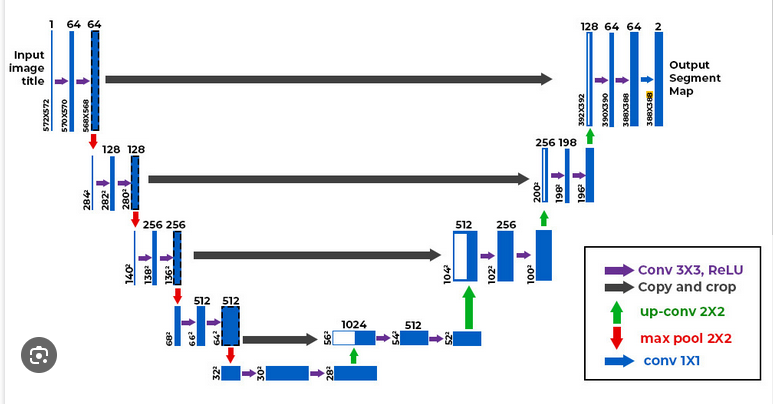 1 64 64
Input
image
title
572X572
570X570
568X568
128 64 64 2
392X392
390X390
388X388
388X388
Output
Segment
Map
128 128
284²
282²
280²
256 198
200²
198²
196²
256 256
140²
138²
136²
512 256
104²
102²
100²
512 512
68²
66²
64²
1024 512
56²
54²
52²
32²
30²
28²
Conv 3X3, ReLU
Copy and crop
up-conv 2X2
max pool 2X2
conv 1X1